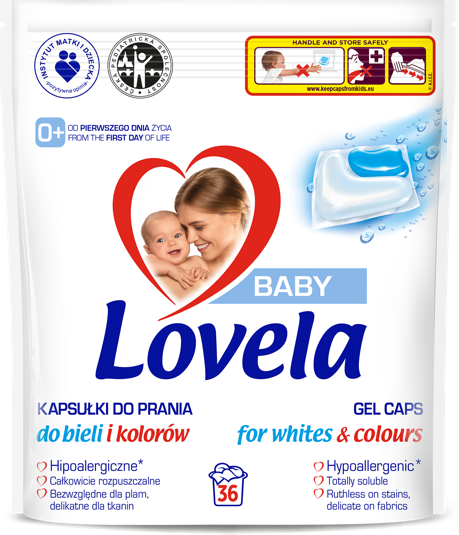 INSTYTUT MATKI I DZIECKA
pozytywna opinia
ČESKÁ PEDIATRICKÁ SPOLEČNOST
HANDLE AND STORE SAFELY
www.keepcapsfromkids.eu
0+
OD PIERWSZEGO DNIA ŻYCIA
FROM THE FIRST DAY OF LIFE
BABY
Lovela
KAPSUŁKI DO PRANIA
do bieli i kolorów
GEL CAPS
for whites & colours
Hipoalergiczne*
Całkowicie rozpuszczalne
Bezwzględne dla plam,
delikatne dla tkanin
36
Hypoallergenic*
Totally soluble
Ruthless on stains,
delicate on fabrics